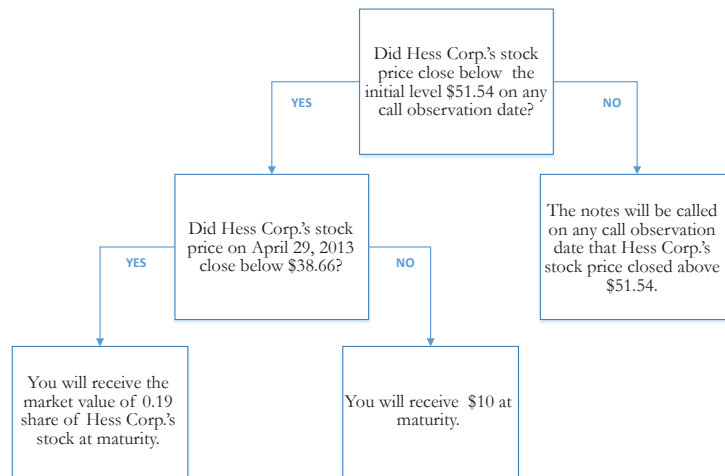 Did Hess Corp.'s stock
price close below the
initial level $51.54 on any
call observation date?
YES
NO
Did Hess Corp.'s stock
price on April 29, 2013
close below $38.66?
The notes will be called
on any call observation
date that Hess Corp.'s
stock price closed above
$51.54.
YES
NO
You will receive the
market value of 0.19
share of Hess Corp.'s
stock at maturity.
You will receive $10 at
maturity.